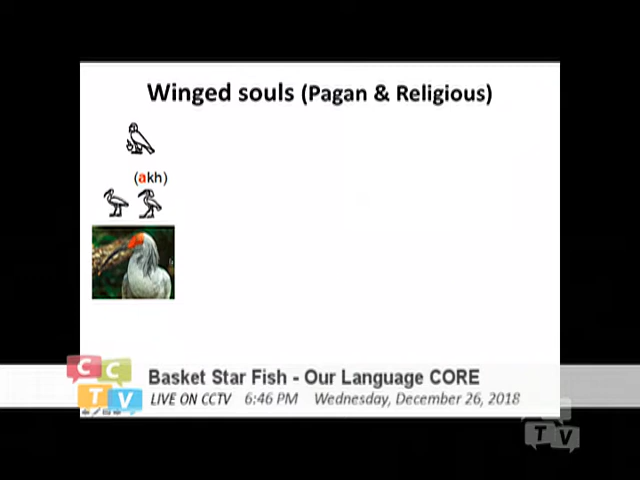 Winged souls (Pagan & Religious)
(akh)
CC
TV
Basket Star Fish - Our Language CORE
LIVE ON CCTV 6:46 PM Wednesday, December 26, 2018
TV